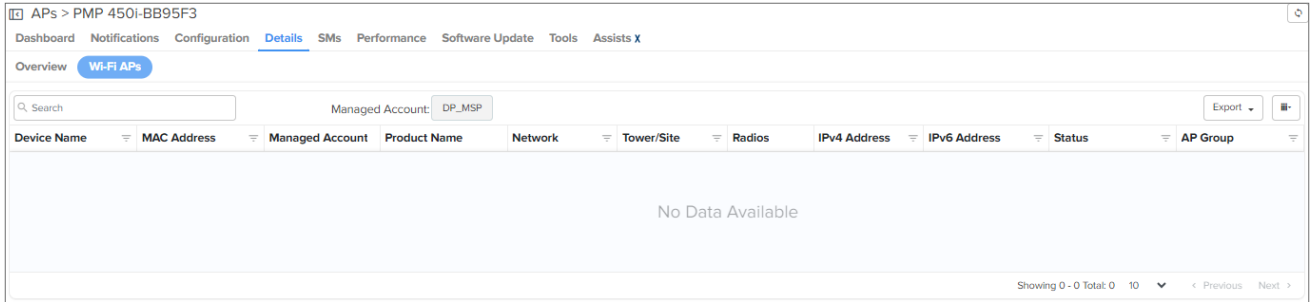 APs > PMP 450i-BB95F3
Dashboard Notifications Configuration Details SMs Performance Software Update Tools Assists X
Overview Wi-Fi APs
Search Managed Account: DP_MSP Export
Device Name MAC Address Managed Account Product Name Network Tower/Site Radios IPv4 Address IPv6 Address Status AP Group
No Data Available
Showing 0 - 0 Total: 0 10 < Previous Next >